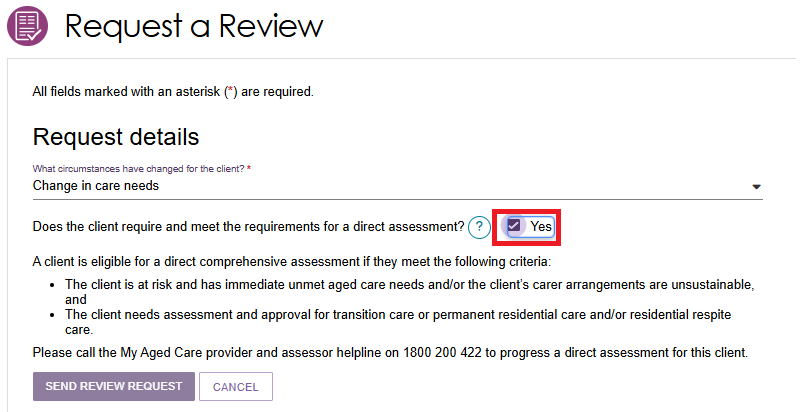 Request a Review
All fields marked with an asterisk (*) are required.
Request details
What circumstances have changed for the client? *
Change in care needs
Does the client require and meet the requirements for a direct assessment? ? Yes
A client is eligible for a direct comprehensive assessment if they meet the following criteria:
• The client is at risk and has immediate unmet aged care needs and/or the client's carer arrangements are unsustainable,
and
• The client needs assessment and approval for transition care or permanent residential care and/or residential respite
care.
Please call the My Aged Care provider and assessor helpline on 1800 200 422 to progress a direct assessment for this client.
SEND REVIEW REQUEST CANCEL